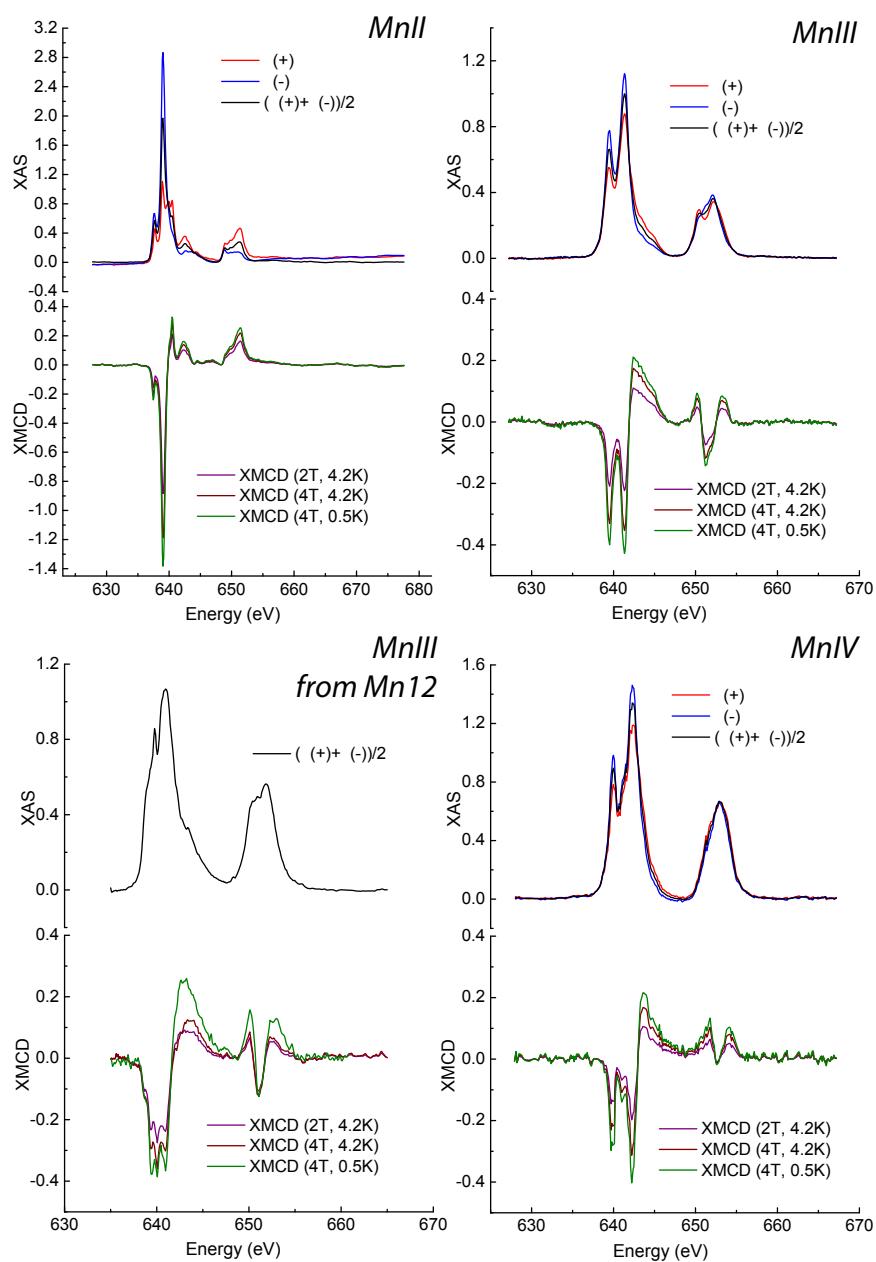 MnII
3.2
2.8
2.4
2.0
1.6
1.2
0.8
0.4
0.0
XAS
(+)
(-)
( (+)+ (-))/2
0.4
0.2
0.0
-0.2
-0.4
-0.6
-0.8
-1.0
-1.2
-1.4
XMCD
XMCD (2T, 4.2K)
XMCD (4T, 4.2K)
XMCD (4T, 0.5K)
630 640 650 660 670 680
Energy (eV)
MnIII
1.2
0.8
0.4
0.0
XAS
(+)
(-)
( (+)+ (-))/2
0.2
0.0
-0.2
-0.4
XMCD
XMCD (2T, 4.2K)
XMCD (4T, 4.2K)
XMCD (4T, 0.5K)
630 640 650 660 670
Energy (eV)
MnIII
from Mn12
1.2
0.8
0.4
0.0
XAS
( (+)+ (-))/2
0.4
0.2
0.0
-0.2
-0.4
XMCD
XMCD (2T, 4.2K)
XMCD (4T, 4.2K)
XMCD (4T, 0.5K)
630 640 650 660 670
Energy (eV)
MnIV
1.6
1.2
0.8
0.4
0.0
XAS
(+)
(-)
( (+)+ (-))/2
0.4
0.2
0.0
-0.2
-0.4
XMCD
XMCD (2T, 4.2K)
XMCD (4T, 4.2K)
XMCD (4T, 0.5K)
630 640 650 660 670
Energy (eV)